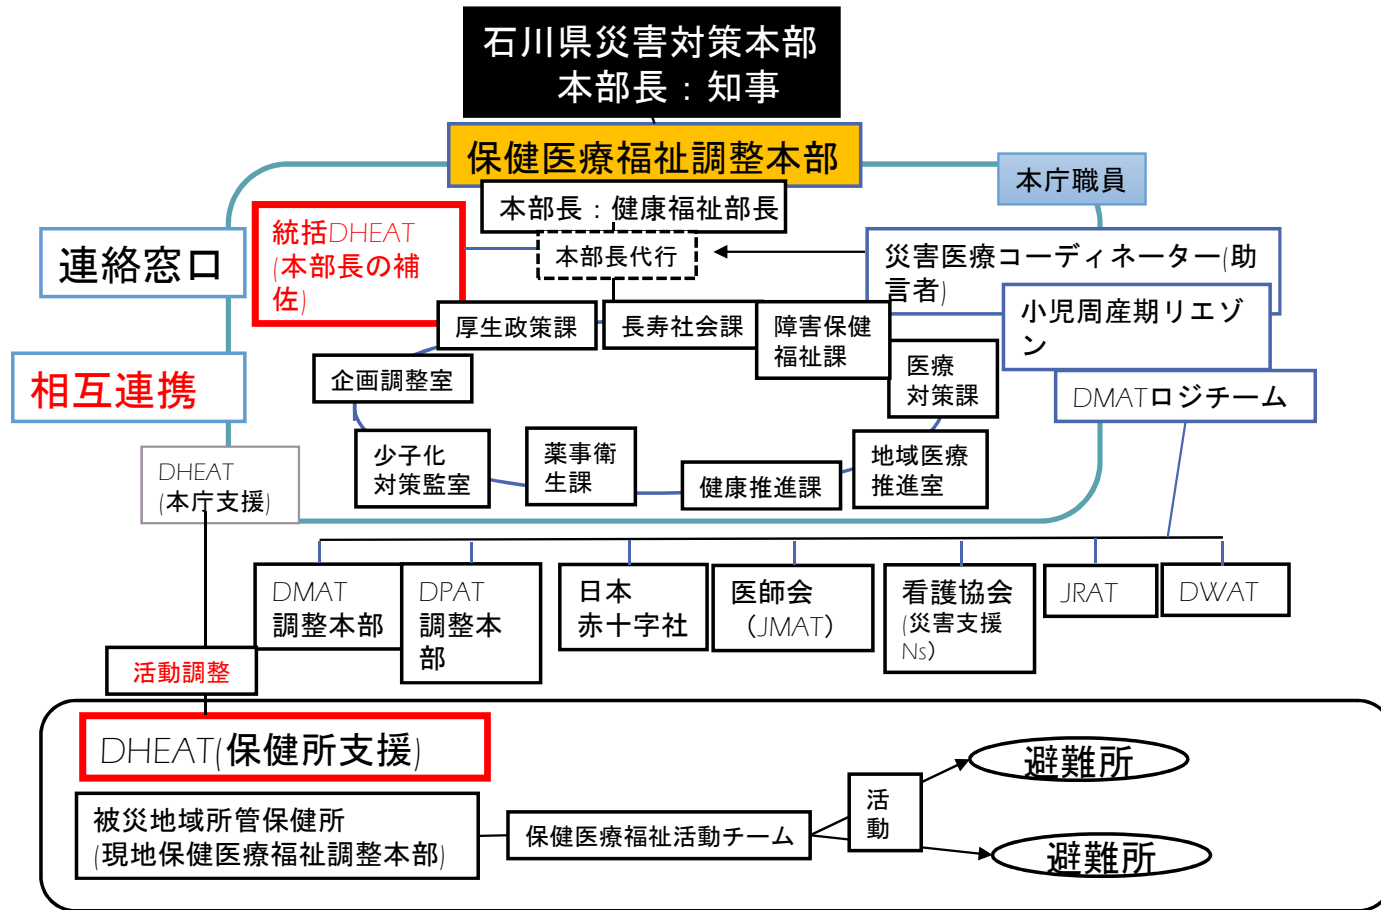 石川県災害対策本部
本部長：知事
保健医療福祉調整本部
本庁職員
本部長：健康福祉部長
統括DHEAT
(本部長の補
佐)
本部長代行
災害医療コーディネーター(助
言者)
連絡窓口
小児周産期リエゾ
ン
厚生政策課
長寿社会課
障害保健
福祉課
医療
対策課
企画調整室
相互連携
DMATロジチーム
少子化
対策監室
薬事衛
生課
健康推進課
地域医療
推進室
DHEAT
(本庁支援)
DMAT
調整本部
DPAT
調整本
部
日本
赤十字社
医師会
（JMAT）
看護協会
(災害支援
Ns）
JRAT
DWAT
活動調整
DHEAT(保健所支援)
被災地域所管保健所
(現地保健医療福祉調整本部)
保健医療福祉活動チーム
活
動
避難所
避難所